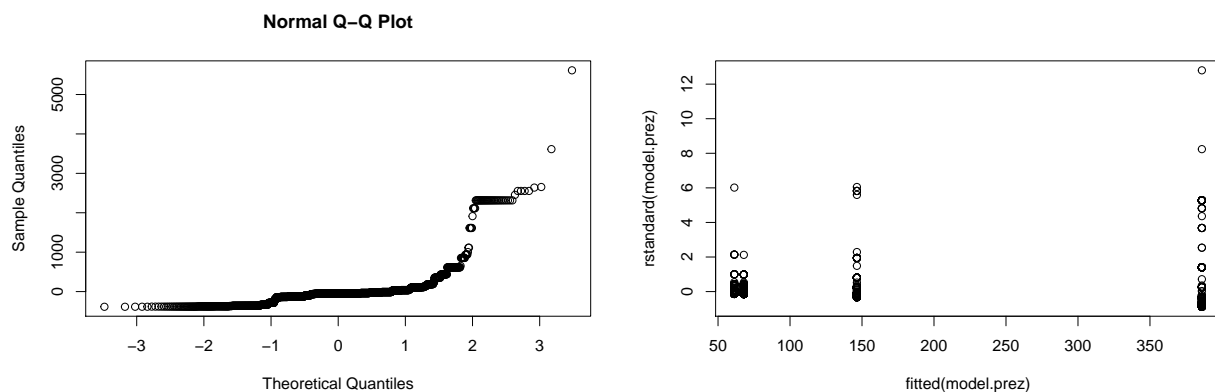 Normal Q−Q Plot
Sample Quantiles
5000
3000
1000
0
−3 −2 −1 0 1 2 3
Theoretical Quantiles
rstandard(model.prez)
12
10
8
6
4
2
0
50 100 150 200 250 300 350
fitted(model.prez)